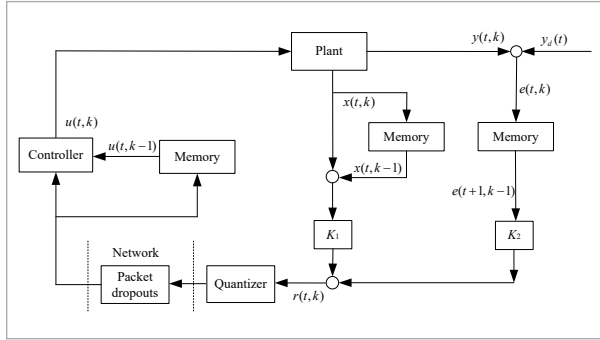 Plant
y(t,k)
y_d(t)
e(t,k)
x(t,k)
u(t,k)
Controller
u(t,k−1)
Memory
Memory
Memory
x(t,k−1)
e(t+1,k−1)
K₁
K₂
Network
Packet
dropouts
Quantizer
r(t,k)